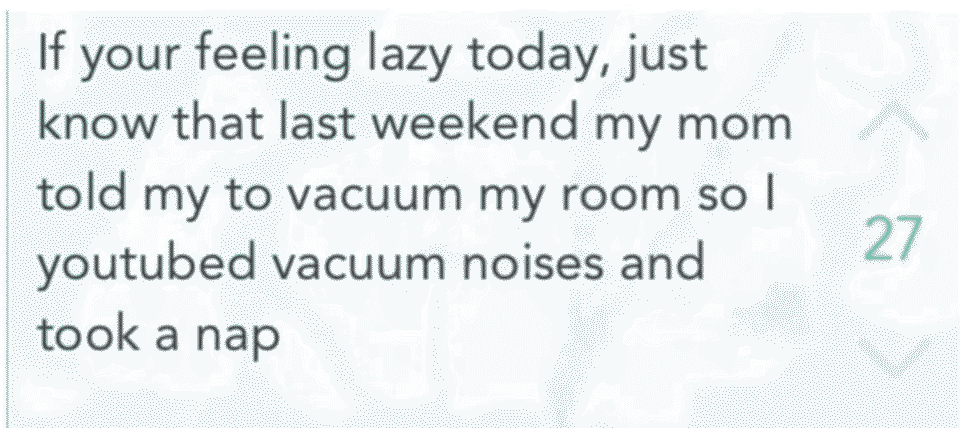 If your feeling lazy today, just
know that last weekend my mom
told my to vacuum my room so I
youtubed vacuum noises and
took a nap
27